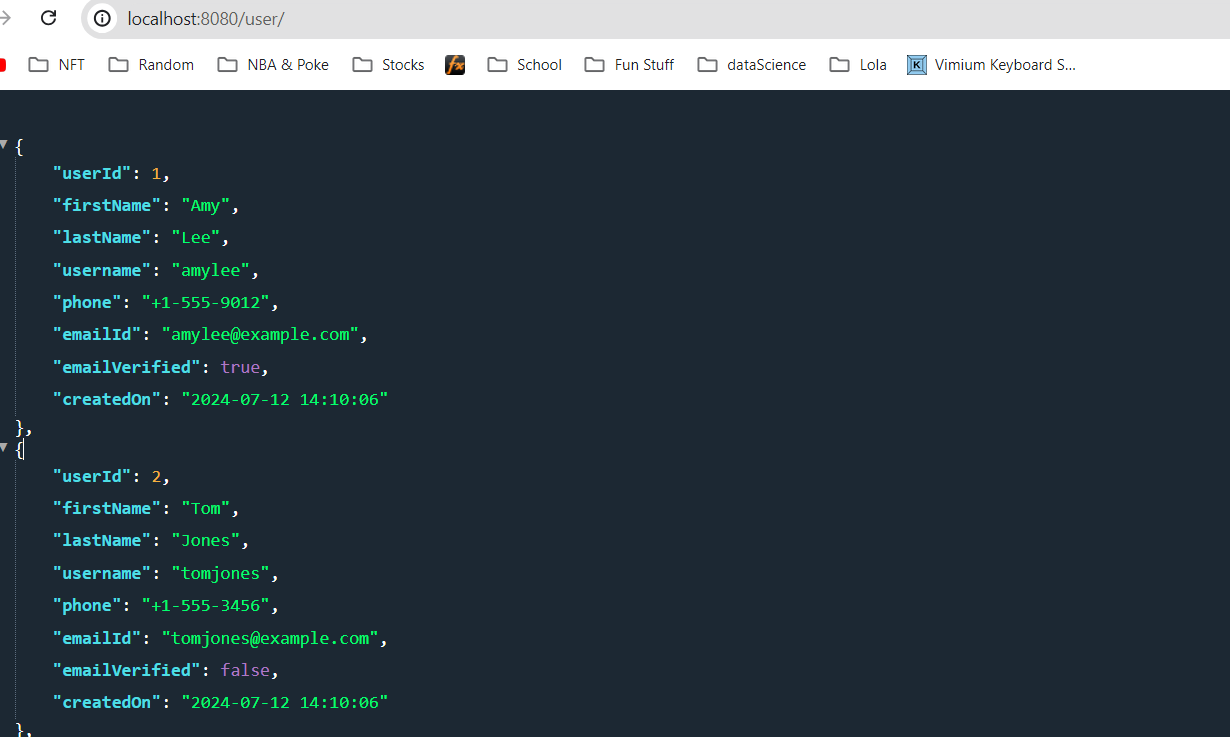 localhost:8080/user/
NFT Random NBA & Poke Stocks fx School Fun Stuff dataScience Lola K Vimium Keyboard S...
{
"userId": 1,
"firstName": "Amy",
"lastName": "Lee",
"username": "amylee",
"phone": "+1-555-9012",
"emailId": "amylee@example.com",
"emailVerified": true,
"createdOn": "2024-07-12 14:10:06"
},
{
"userId": 2,
"firstName": "Tom",
"lastName": "Jones",
"username": "tomjones",
"phone": "+1-555-3456",
"emailId": "tomjones@example.com",
"emailVerified": false,
"createdOn": "2024-07-12 14:10:06"
},